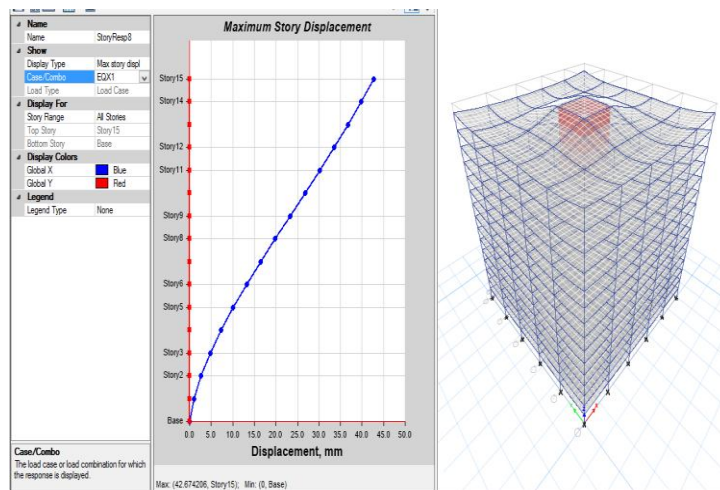 Name
Name StoryResp8
Show
Display Type Max story displ
Case/Combo EQX1
Load Type Load Case
Display For
Story Range All Stories
Top Story Story15
Bottom Story Base
Display Colors
Global X Blue
Global Y Red
Legend
Legend Type None
Case/Combo
The load case or load combination for which
the response is displayed.
Maximum Story Displacement
Story15
Story14
Story12
Story11
Story9
Story8
Story6
Story5
Story3
Story2
Base
0.0 5.0 10.0 15.0 20.0 25.0 30.0 35.0 40.0 45.0 50.0
Displacement, mm
Max: (42.674206, Story15); Min: (0, Base)